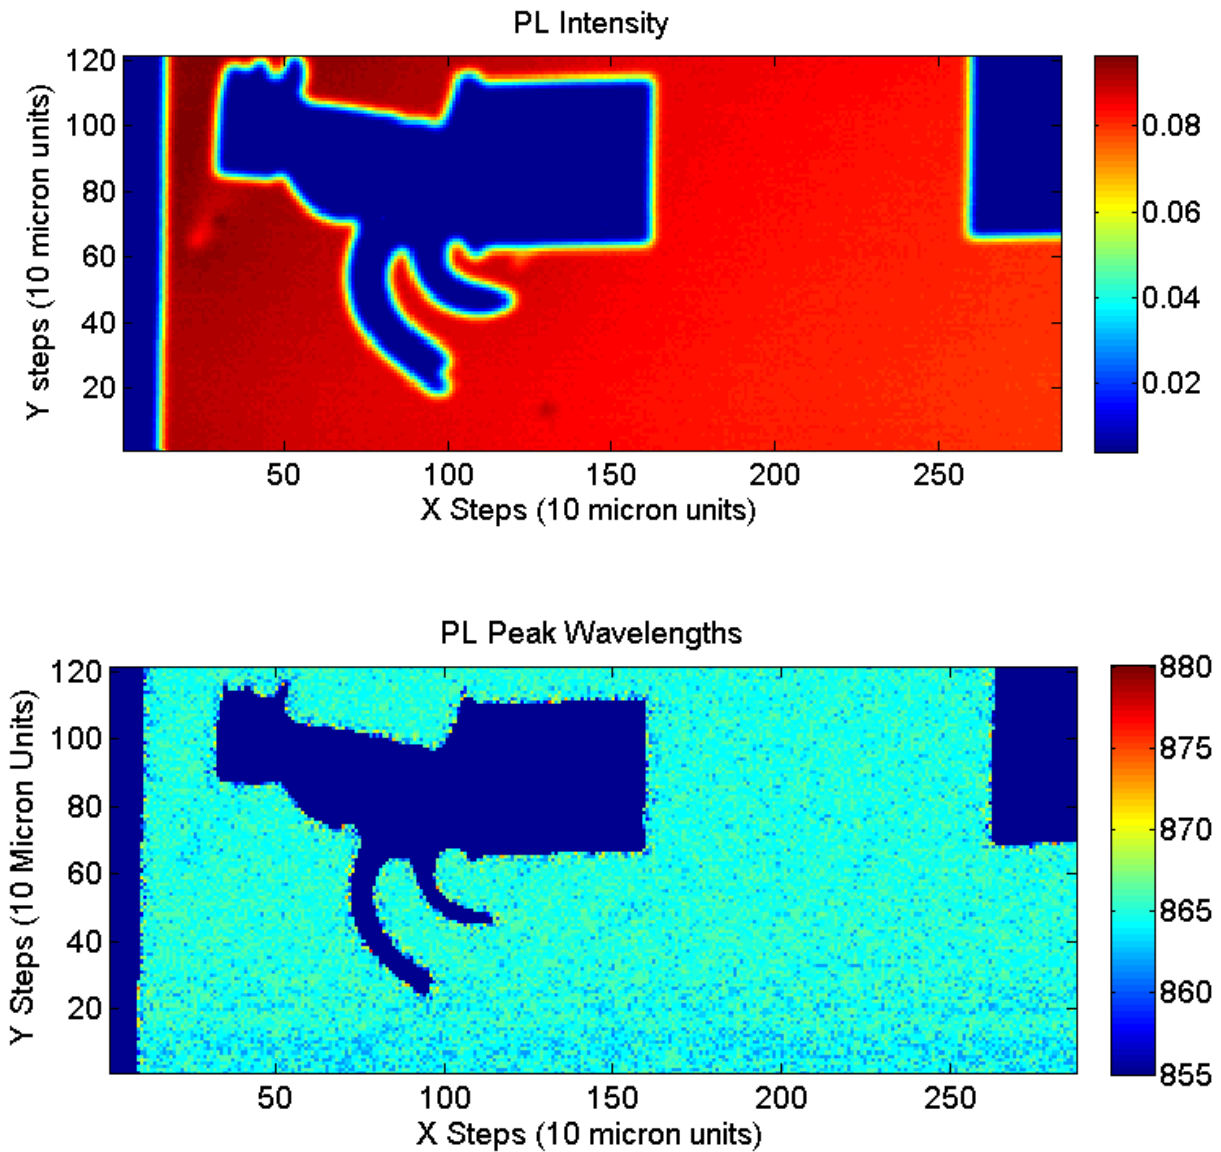 PL Intensity
120
100
80
60
40
20
Y steps (10 micron units)
50 100 150 200 250
X Steps (10 micron units)
0.08
0.06
0.04
0.02
PL Peak Wavelengths
120
100
80
60
40
20
Y Steps (10 Micron Units)
50 100 150 200 250
X Steps (10 micron units)
880
875
870
865
860
855